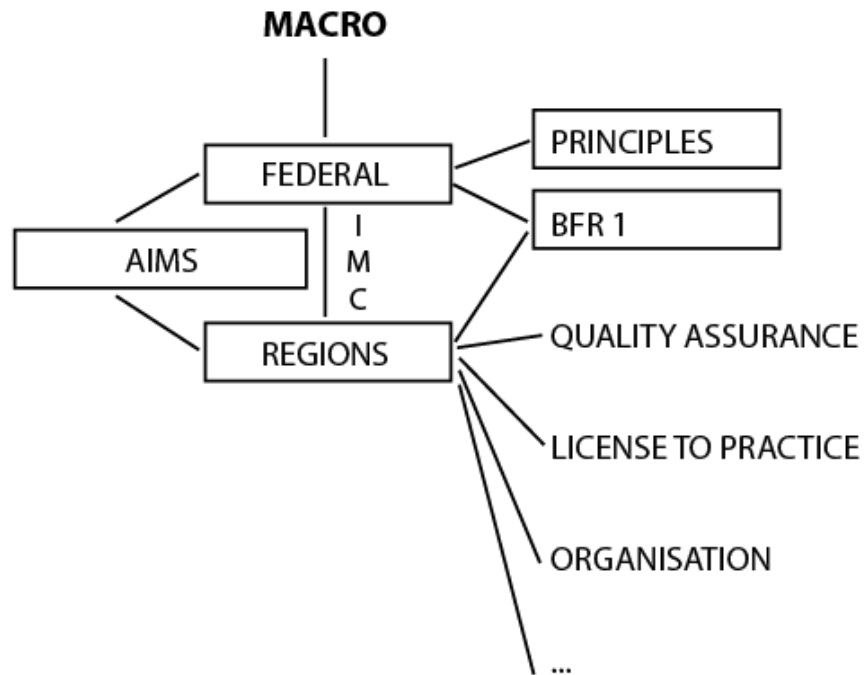 MACRO
FEDERAL
PRINCIPLES
BFR 1
I
M
C
AIMS
REGIONS
QUALITY ASSURANCE
LICENSE TO PRACTICE
ORGANISATION
...